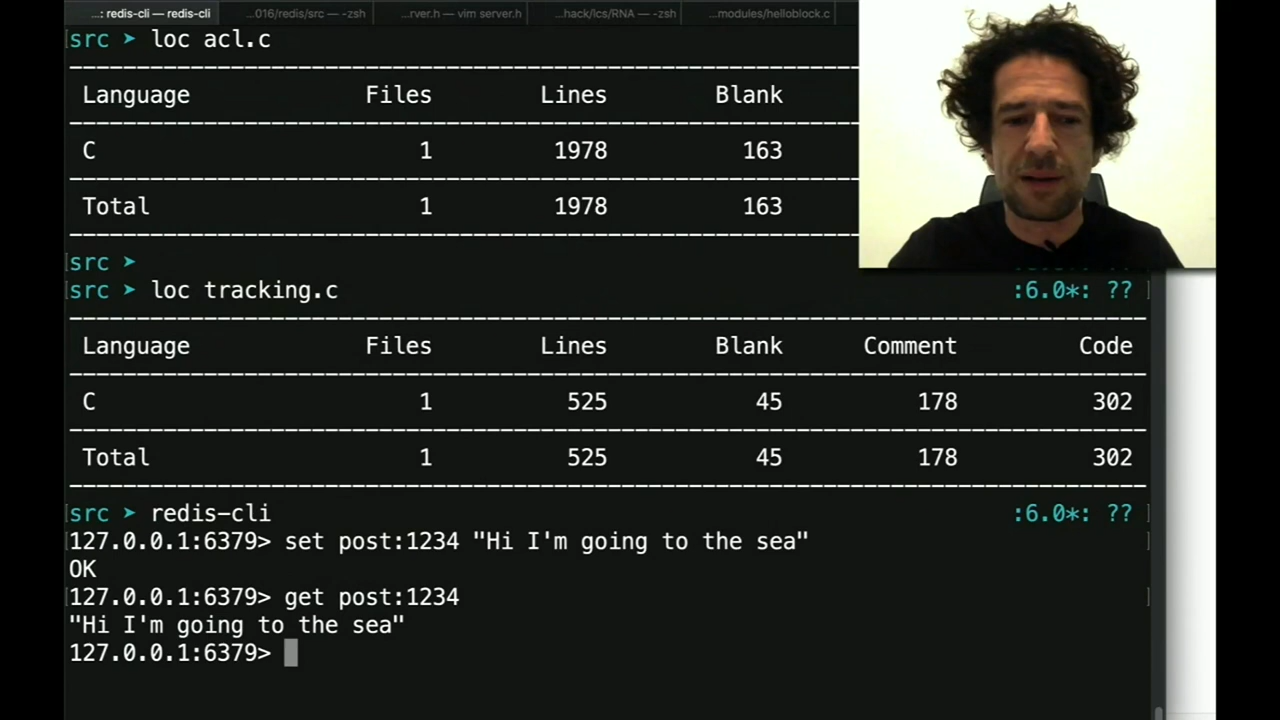 ...: redis-cli — redis-cli ...016/redis/src — -zsh ...rver.h — vim server.h ...hack/lcs/RNA — -zsh ...modules/helloblock.c
src ➤ loc acl.c
Language Files Lines Blank
C 1 1978 163
Total 1 1978 163
src ➤
src ➤ loc tracking.c :6.0*: ??
Language Files Lines Blank Comment Code
C 1 525 45 178 302
Total 1 525 45 178 302
src ➤ redis-cli :6.0*: ??
127.0.0.1:6379> set post:1234 "Hi I'm going to the sea"
OK
127.0.0.1:6379> get post:1234
"Hi I'm going to the sea"
127.0.0.1:6379>